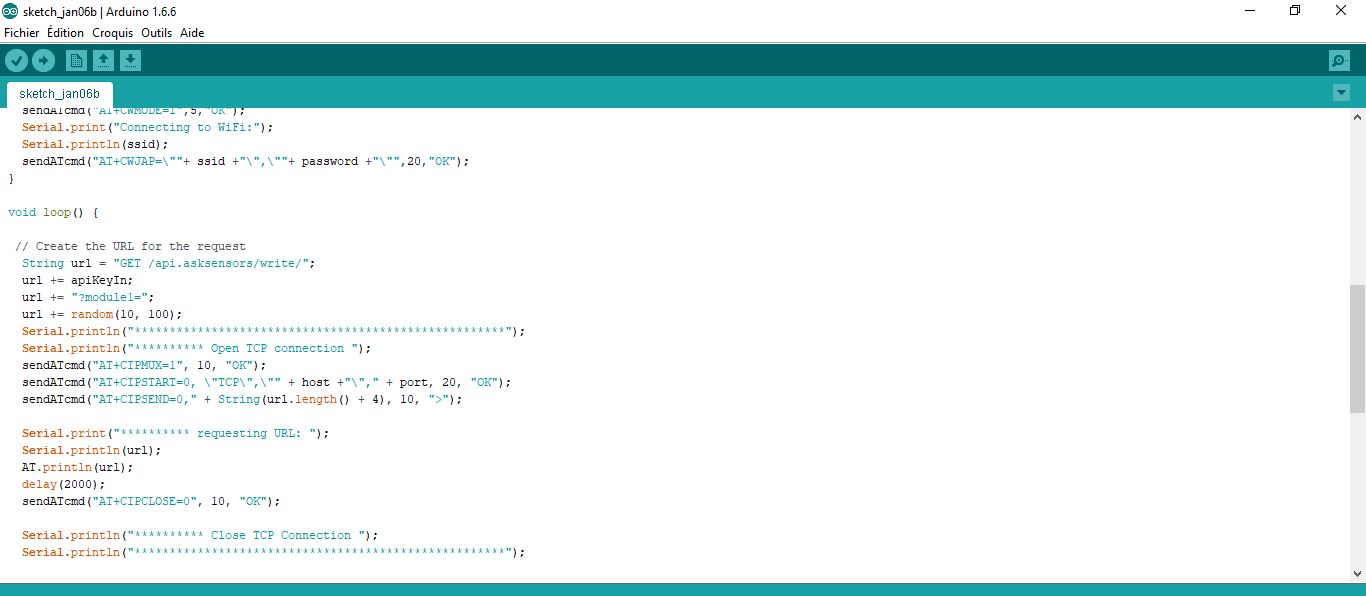 sketch_jan06b | Arduino 1.6.6
Fichier Édition Croquis Outils Aide
sketch_jan06b
sendATcmd("AT+CWMODE=1",5,"OK");
Serial.print("Connecting to WiFi:");
Serial.println(ssid);
sendATcmd("AT+CWJAP=\""+ ssid +"\",\""+ password +"\"",20,"OK");
}
void loop() {
// Create the URL for the request
String url = "GET /api.asksensors/write/";
url += apiKeyIn;
url += "?module1=";
url += random(10, 100);
Serial.println("*****************************************************");
Serial.println("********** Open TCP connection ");
sendATcmd("AT+CIPMUX=1", 10, "OK");
sendATcmd("AT+CIPSTART=0, \"TCP\",\"" + host +"\"," + port, 20, "OK");
sendATcmd("AT+CIPSEND=0," + String(url.length() + 4), 10, ">");
Serial.print("********** requesting URL: ");
Serial.println(url);
AT.println(url);
delay(2000);
sendATcmd("AT+CIPCLOSE=0", 10, "OK");
Serial.println("********** Close TCP Connection ");
Serial.println("*****************************************************");